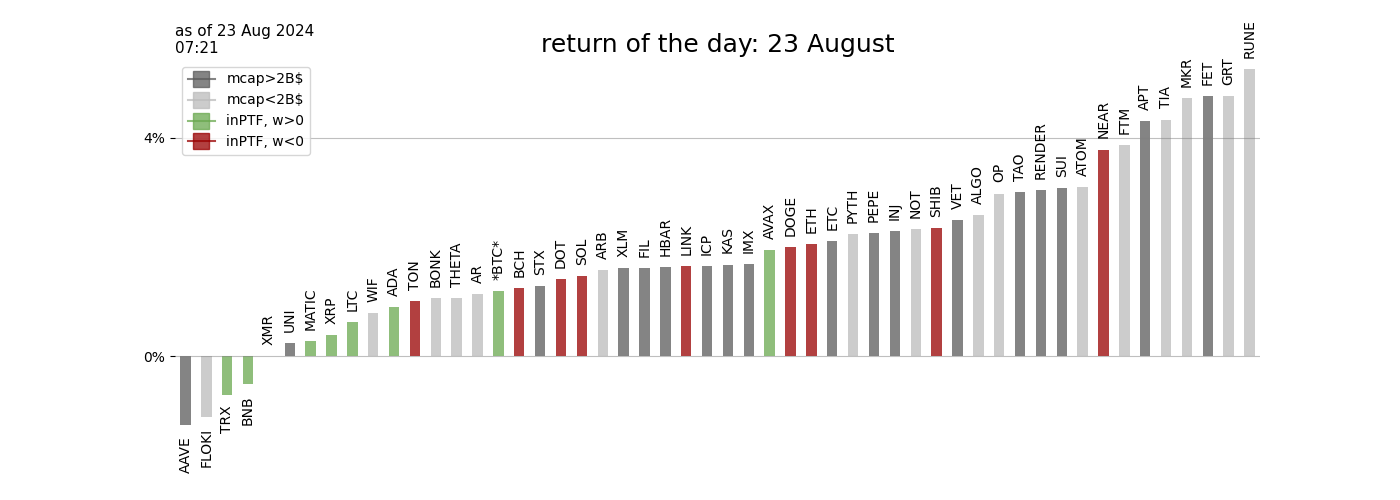 as of 23 Aug 2024
07:21
return of the day: 23 August
mcap>2B$
mcap<2B$
inPTF, w>0
inPTF, w<0
4%
0%
AAVE
FLOKI
TRX
BNB
XMR
UNI
MATIC
XRP
LTC
WIF
ADA
TON
BONK
THETA
AR
*BTC*
BCH
STX
DOT
SOL
ARB
XLM
FIL
HBAR
LINK
ICP
KAS
IMX
AVAX
DOGE
ETH
ETC
PYTH
PEPE
INJ
NOT
SHIB
VET
ALGO
OP
TAO
RENDER
SUI
ATOM
NEAR
FTM
APT
TIA
MKR
FET
GRT
RUNE